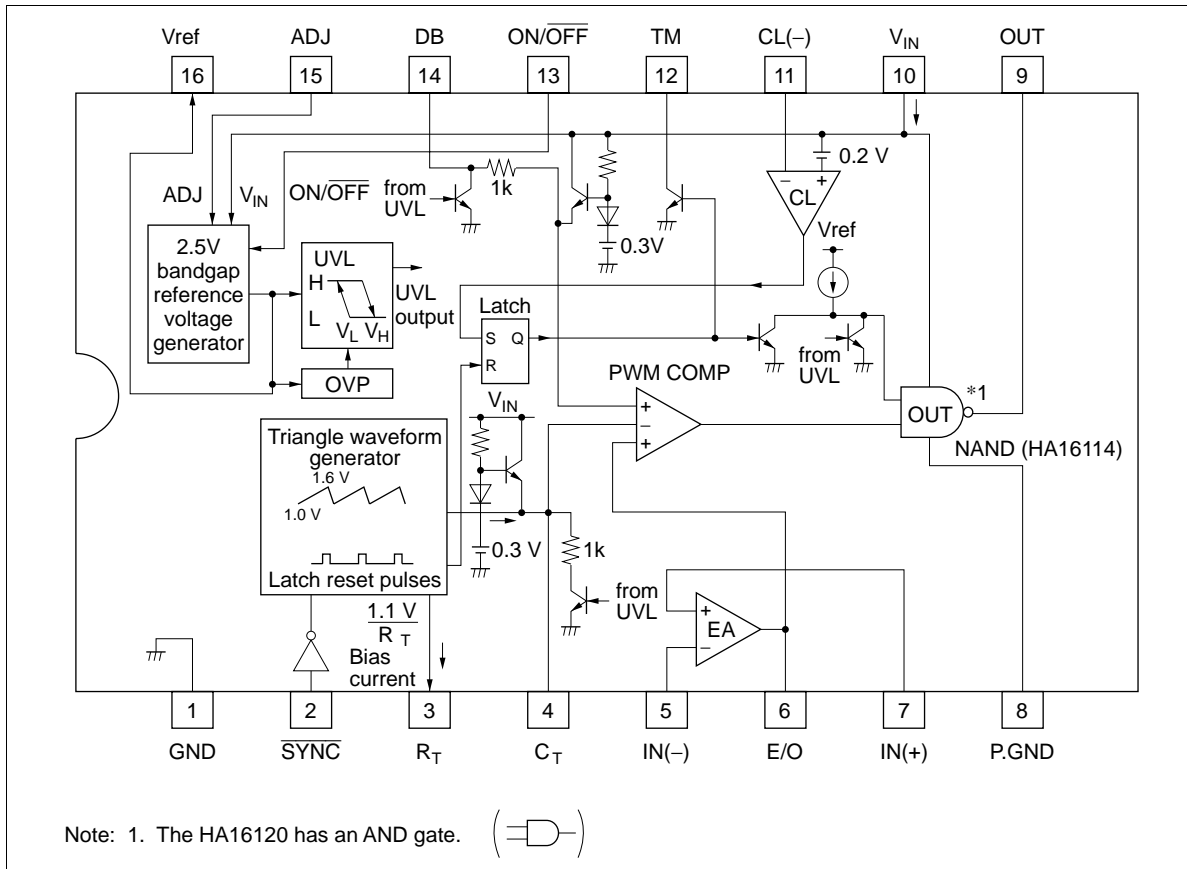 Vref ADJ DB ON/OFF TM CL(−) VIN OUT
16 15 14 13 12 11 10 9
0.2 V
1k
− +
CL
ADJ VIN ON/OFF from UVL
0.3V
Vref
2.5V
bandgap
reference
voltage
generator
UVL
H
L
VL VH
UVL
output
Latch
S Q
R
from
UVL
OVP
PWM COMP
+
−
+
*1
OUT
NAND (HA16114)
VIN
Triangle waveform
generator
1.6 V
1.0 V
0.3 V
1k
Latch reset pulses
from
UVL
+
EA
−
1.1 V
R T
Bias
current
1 2 3 4 5 6 7 8
GND SYNC RT CT IN(−) E/O IN(+) P.GND
Note: 1. The HA16120 has an AND gate.